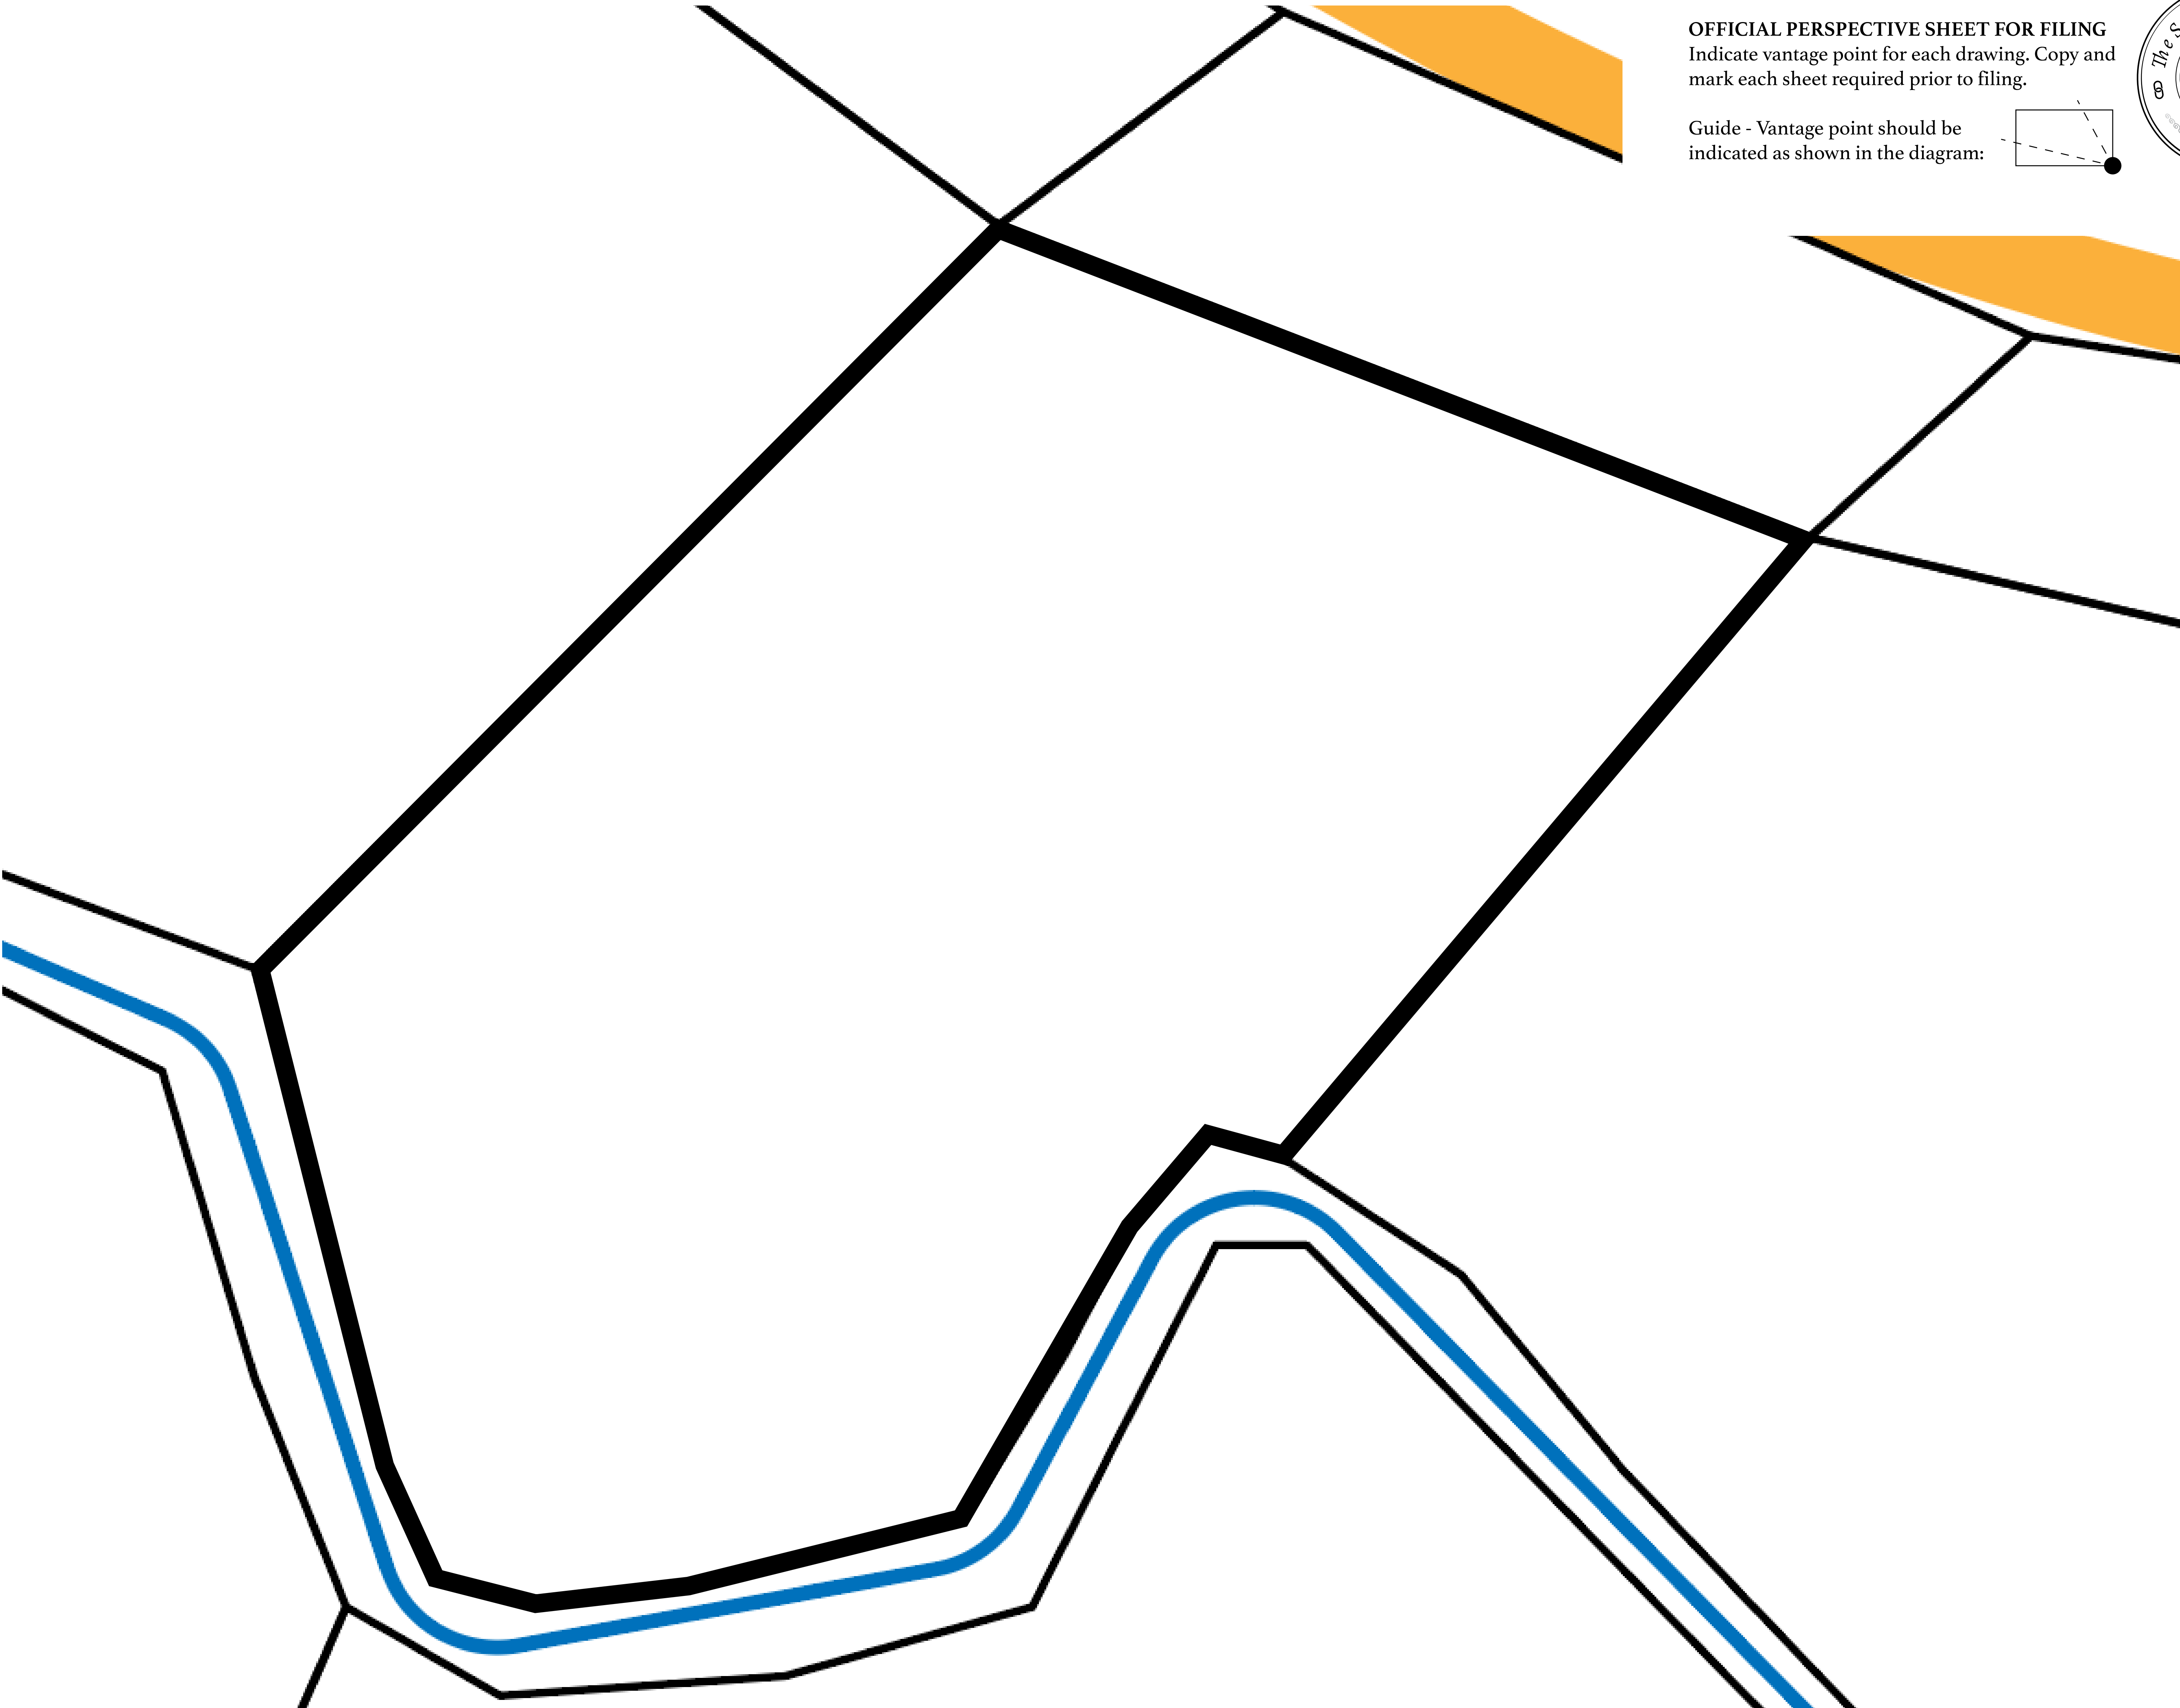 OFFICIAL PERSPECTIVE SHEET FOR FILING
Indicate vantage point for each drawing. Copy and
mark each sheet required prior to filing.
Guide - Vantage point should be
indicated as shown in the diagram:
The